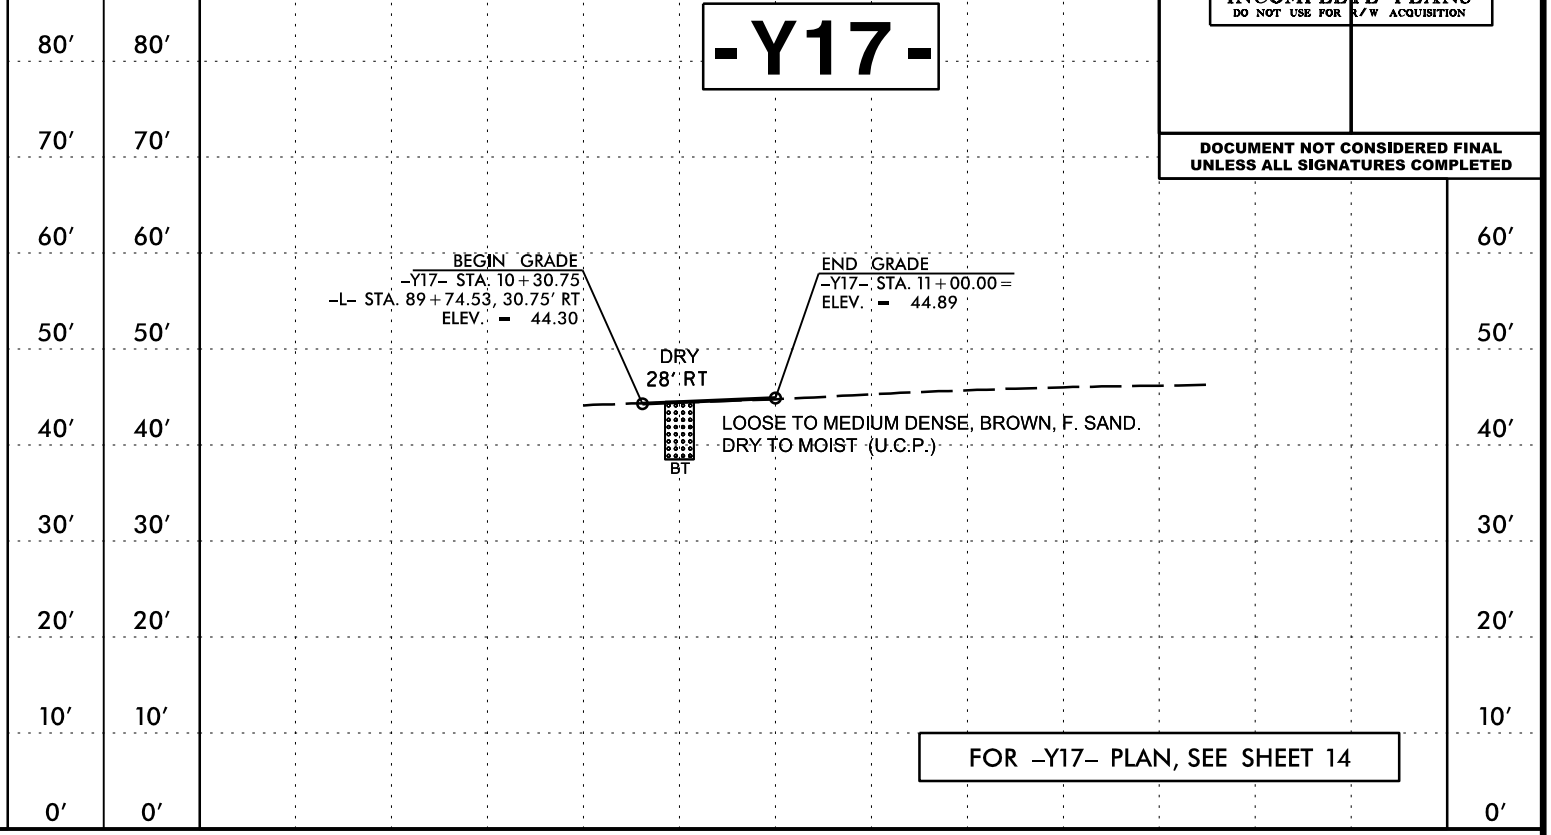 INCOMPLETE PLANS
DO NOT USE FOR R/W ACQUISITION
-Y17-
DOCUMENT NOT CONSIDERED FINAL
UNLESS ALL SIGNATURES COMPLETED
80' 80'
70' 70'
60' 60' 60'
BEGIN GRADE
-Y17- STA. 10+30.75
-L- STA. 89+74.53, 30.75' RT
ELEV. = 44.30
END GRADE
-Y17- STA. 11+00.00 =
ELEV. = 44.89
50' 50' 50'
DRY
28' RT
LOOSE TO MEDIUM DENSE, BROWN, F. SAND.
DRY TO MOIST (U.C.P.)
BT
40' 40' 40'
30' 30' 30'
20' 20' 20'
10' 10' 10'
FOR -Y17- PLAN, SEE SHEET 14
0' 0' 0'